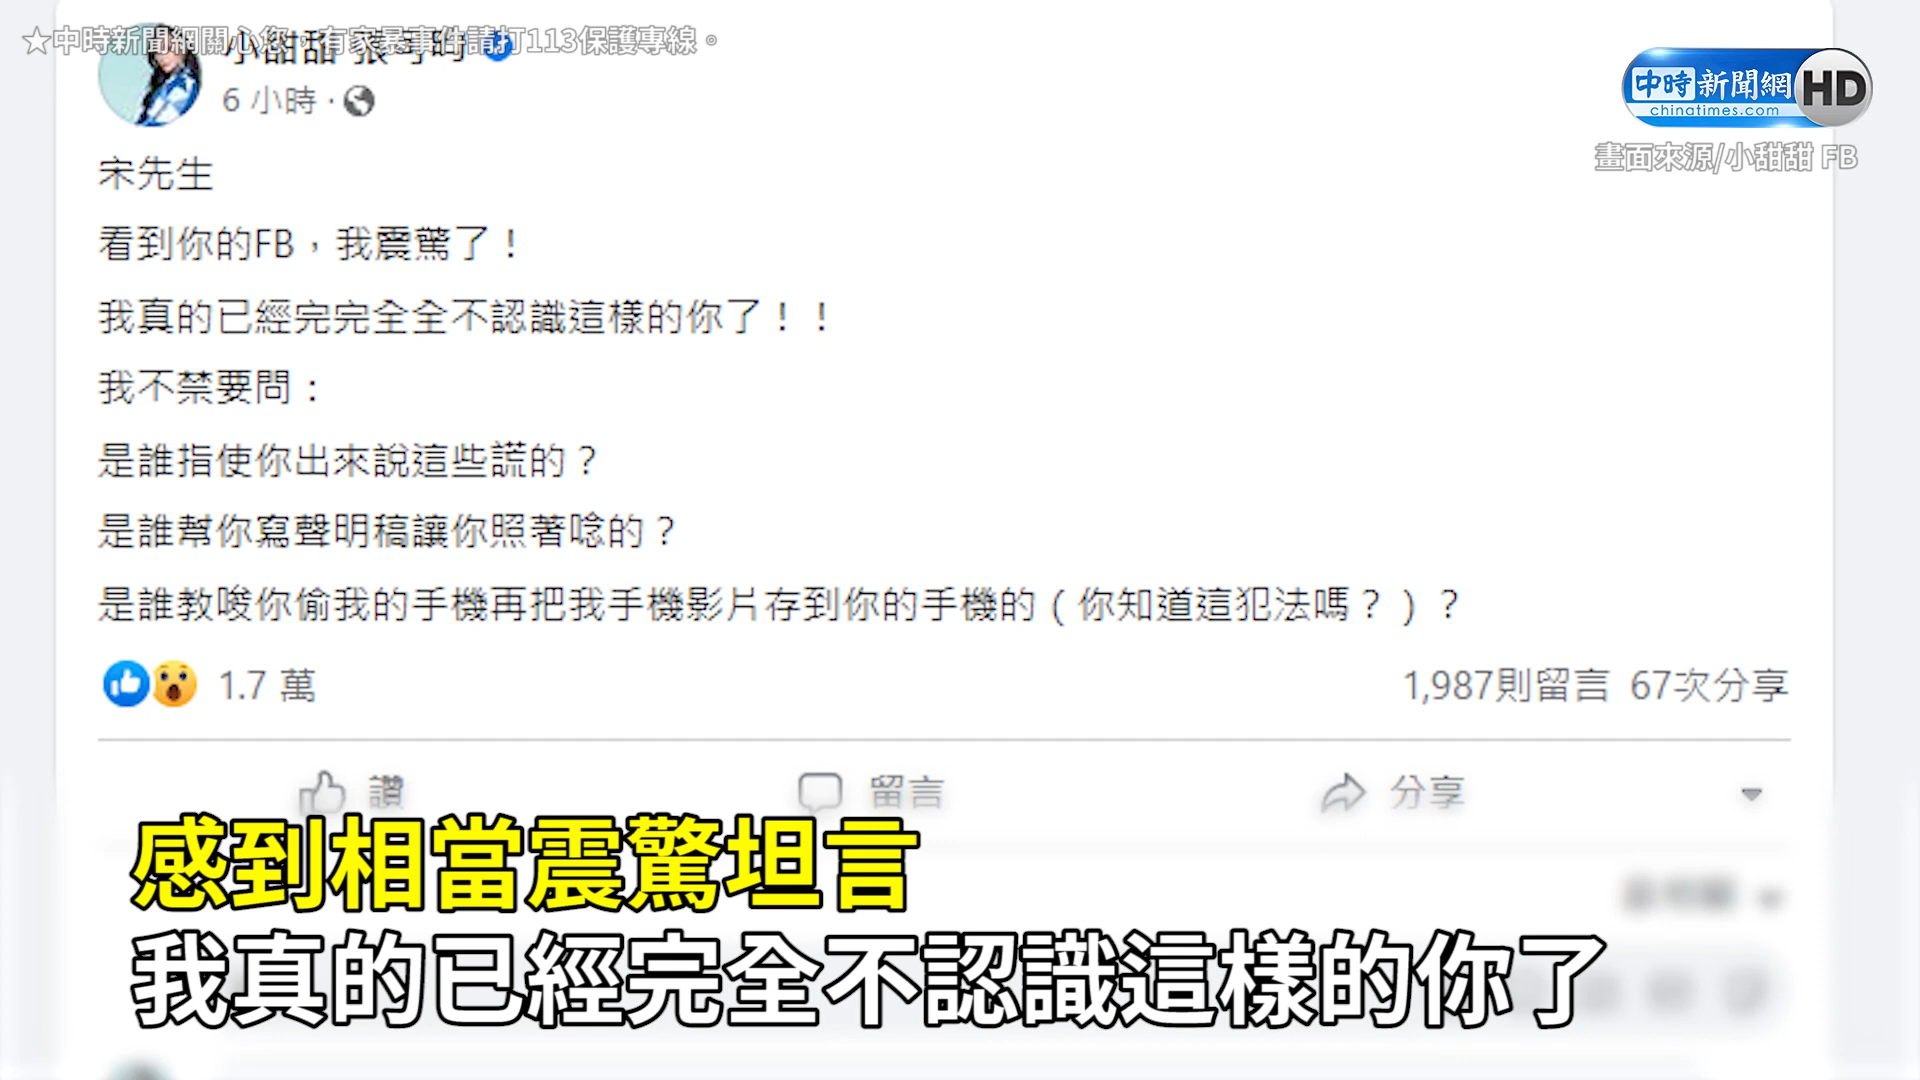 ★中時新聞網關心您，有家暴事件請打113保護專線。
小甜甜 張可昀
6 小時
中時新聞網 HD
chinatimes.com
畫面來源/小甜甜 FB
宋先生
看到你的FB，我震驚了！
我真的已經完完全全不認識這樣的你了！！
我不禁要問：
是誰指使你出來說這些謊的？
是誰幫你寫聲明稿讓你照著唸的？
是誰教唆你偷我的手機再把我手機影片存到你的手機的（你知道這犯法嗎？）？
1.7 萬
1,987則留言 67次分享
讚 留言 分享
感到相當震驚坦言
我真的已經完全不認識這樣的你了